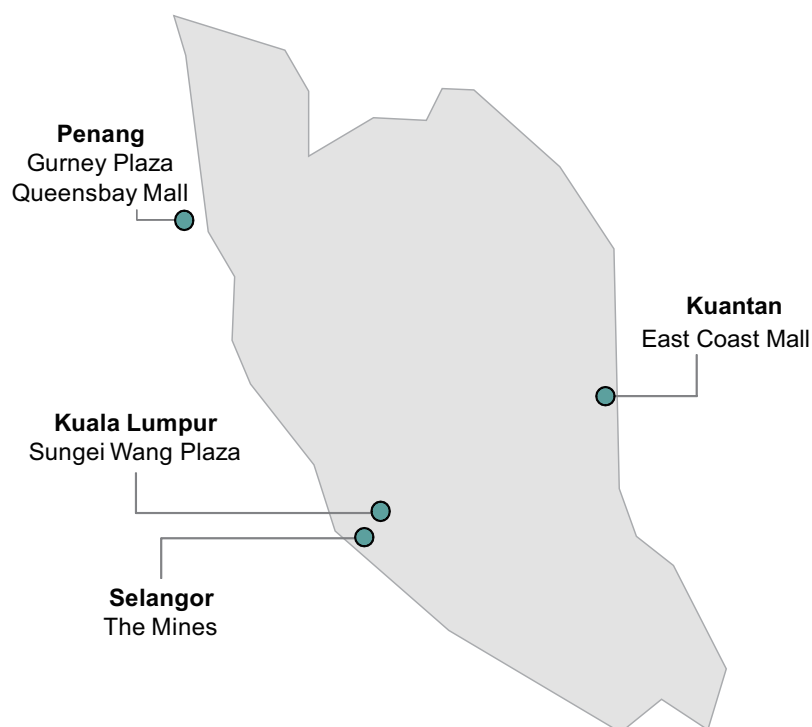 Penang
Gurney Plaza
Queensbay Mall
Kuantan
East Coast Mall
Kuala Lumpur
Sungei Wang Plaza
Selangor
The Mines